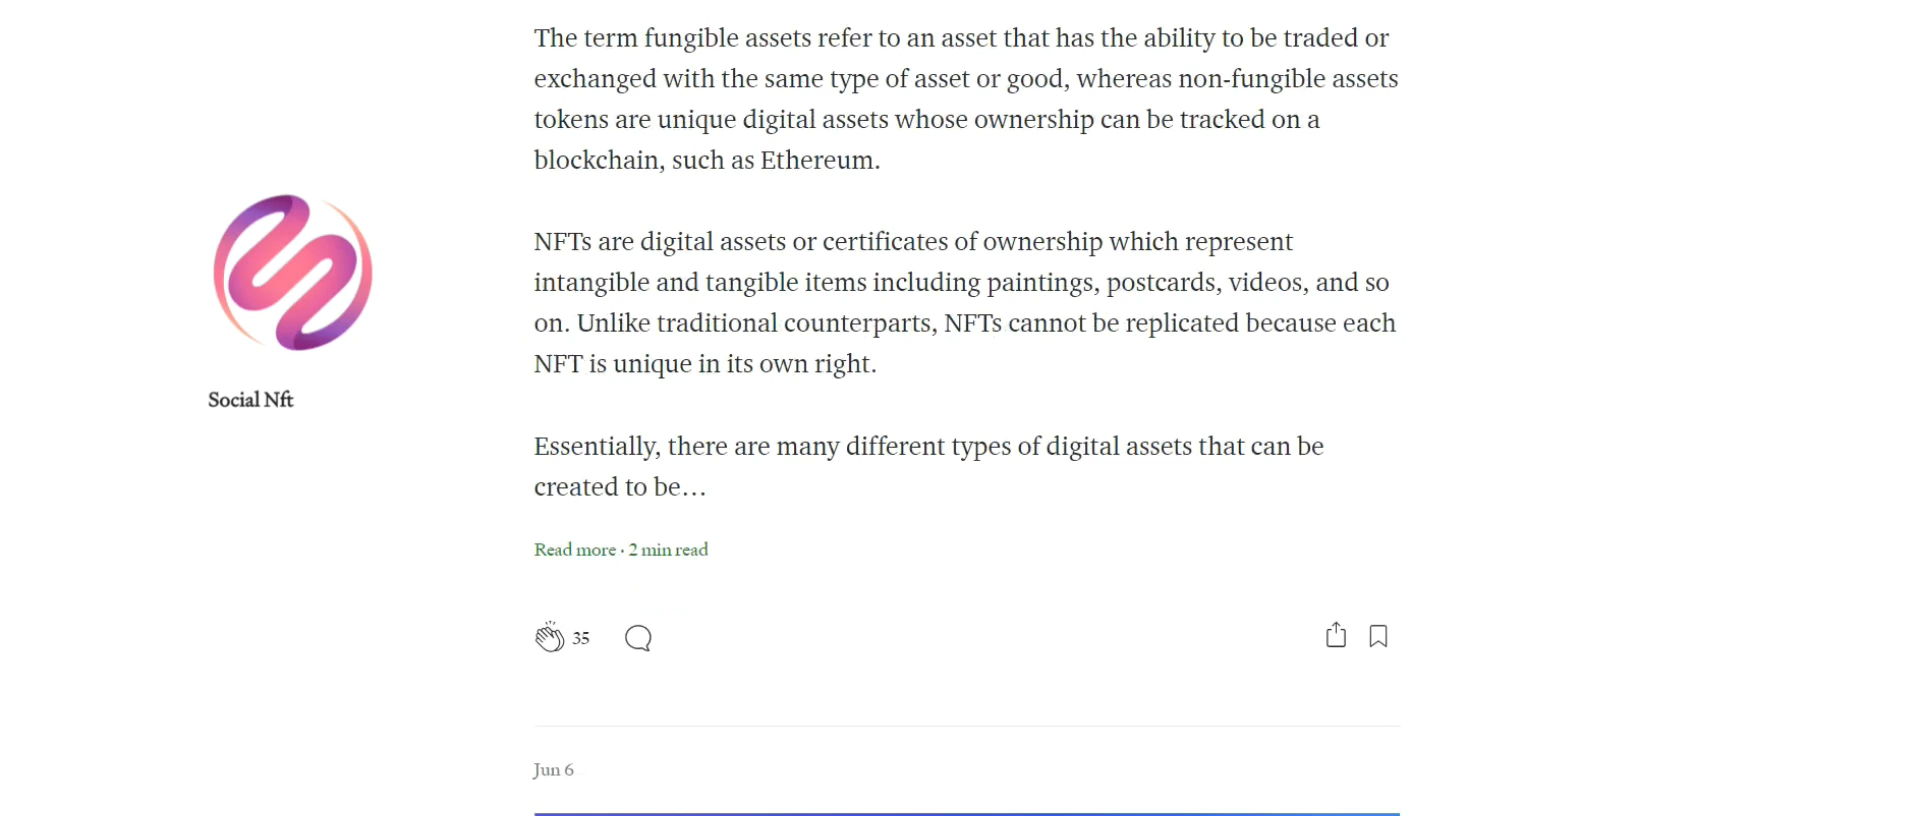 The term fungible assets refer to an asset that has the ability to be traded or
exchanged with the same type of asset or good, whereas non-fungible assets
tokens are unique digital assets whose ownership can be tracked on a
blockchain, such as Ethereum.
NFTs are digital assets or certificates of ownership which represent
intangible and tangible items including paintings, postcards, videos, and so
on. Unlike traditional counterparts, NFTs cannot be replicated because each
NFT is unique in its own right.
Social Nft
Essentially, there are many different types of digital assets that can be
created to be…
Read more · 2 min read
35
Jun 6